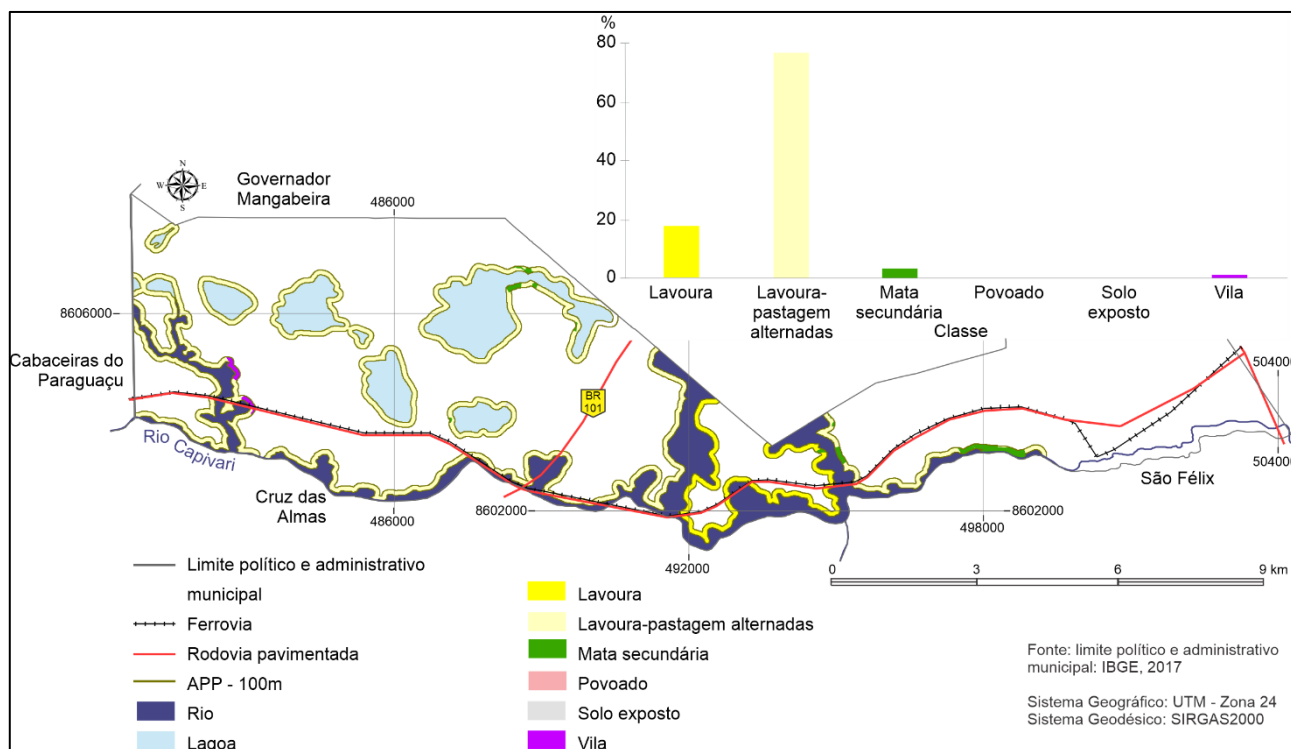 %
80
60
40
20
0
Lavoura
Lavoura-
pastagem
alternadas
Mata
secundária
Povoado
Solo
exposto
Vila
Classe
N
W E
S
Governador
Mangabeira
486000
8606000
Cabaceiras do
Paraguaçu
BR
101
Rio Capivari
Cruz das
Almas
486000
8602000
492000
498000
8602000
São Félix
504000
50400
0 3 6 9 km
Limite político e administrativo
municipal
Ferrovia
Rodovia pavimentada
APP - 100m
Rio
Lagoa
Lavoura
Lavoura-pastagem alternadas
Mata secundária
Povoado
Solo exposto
Vila
Fonte: limite político e administrativo
municipal: IBGE, 2017
Sistema Geográfico: UTM - Zona 24
Sistema Geodésico: SIRGAS2000